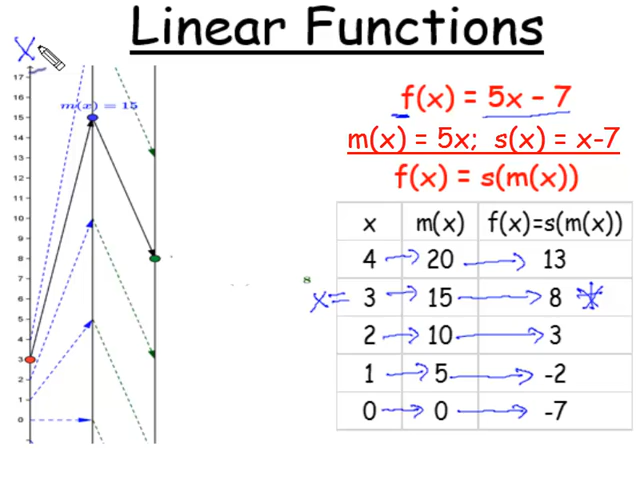 Linear Functions
X
17
m(x) = 15
15
14
13
12
11
10
9
8
7
6
5
4
3
2
1
0
s
f(x) = 5x – 7
m(x) = 5x; s(x) = x-7
f(x) = s(m(x))
x m(x) f(x)=s(m(x))
4 → 20 → 13
x= 3 → 15 → 8
2 → 10 → 3
1 → 5 → -2
0 → 0 → -7